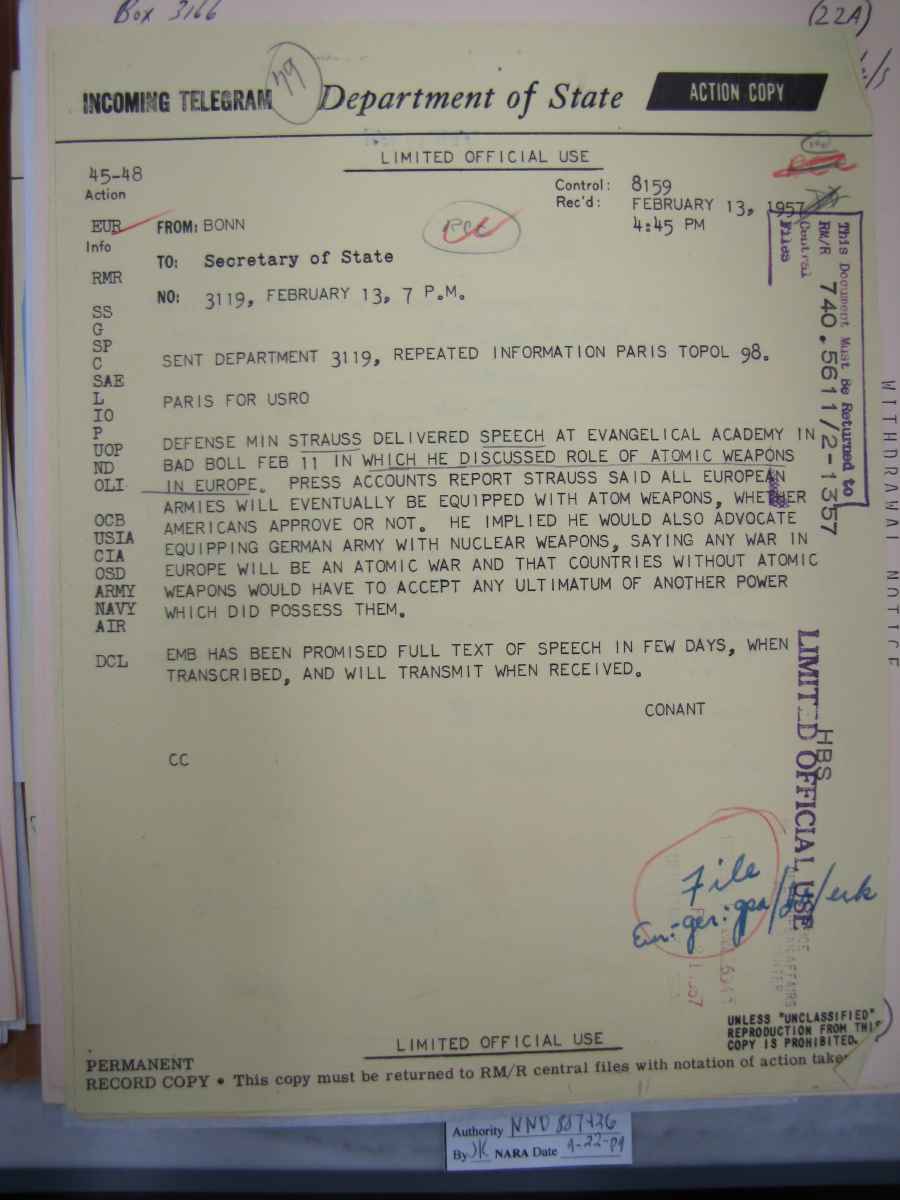 Box 3166
(22A)
INCOMING TELEGRAM
79
Department of State
ACTION COPY
LIMITED OFFICIAL USE
45-48
Action
Control: 8159
Rec'd: FEBRUARY 13, 1957
4:45 PM
EUR
FROM: BONN
Info
TO: Secretary of State
RMR
NO: 3119, FEBRUARY 13, 7 P.M.
SS
G
SP
C
SENT DEPARTMENT 3119, REPEATED INFORMATION PARIS TOPOL 98.
SAE
L
PARIS FOR USRO
IO
P
UOP
DEFENSE MIN STRAUSS DELIVERED SPEECH AT EVANGELICAL ACADEMY IN
ND
BAD BOLL FEB 11 IN WHICH HE DISCUSSED ROLE OF ATOMIC WEAPONS
OLI
IN EUROPE. PRESS ACCOUNTS REPORT STRAUSS SAID ALL EUROPEAN
ARMIES WILL EVENTUALLY BE EQUIPPED WITH ATOM WEAPONS, WHETHER
OCB
AMERICANS APPROVE OR NOT. HE IMPLIED HE WOULD ALSO ADVOCATE
USIA
EQUIPPING GERMAN ARMY WITH NUCLEAR WEAPONS, SAYING ANY WAR IN
CIA
EUROPE WILL BE AN ATOMIC WAR AND THAT COUNTRIES WITHOUT ATOMIC
OSD
ARMY
WEAPONS WOULD HAVE TO ACCEPT ANY ULTIMATUM OF ANOTHER POWER
NAVY
WHICH DID POSSESS THEM.
AIR
DCL
EMB HAS BEEN PROMISED FULL TEXT OF SPEECH IN FEW DAYS, WHEN
TRANSCRIBED, AND WILL TRANSMIT WHEN RECEIVED.
CONANT
CC
HBS
This Document Must Be Returned to
RM/R
Central
Files
740.5611/2-1357
LIMITED OFFICIAL USE
WITHDRAWAL NOTICE
File
Eur:ger:gpa
LIMITED OFFICIAL USE
UNLESS "UNCLASSIFIED"
REPRODUCTION FROM THIS
COPY IS PROHIBITED.
PERMANENT
RECORD COPY • This copy must be returned to RM/R central files with notation of action take
Authority NND 887436
By JK NARA Date 9-22-89